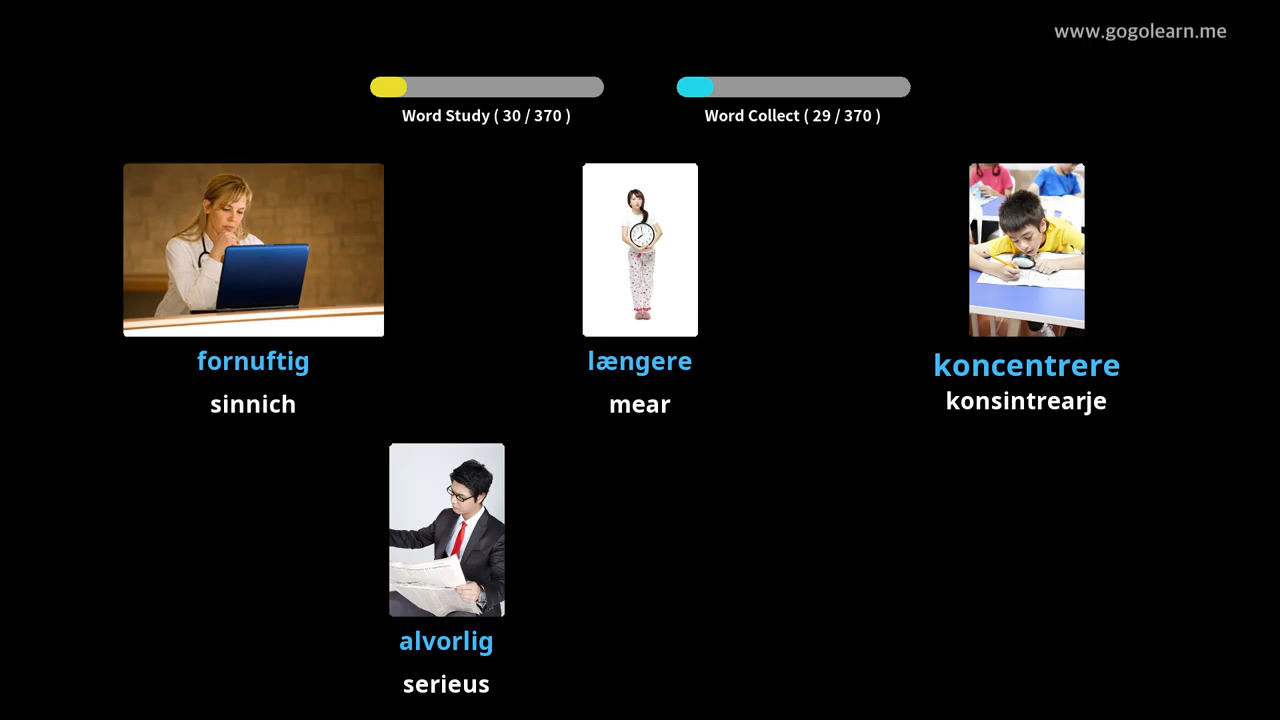 www.gogolearn.me
Word Study ( 30 / 370 )
Word Collect ( 29 / 370 )
fornuftig
længere
koncentrere
sinnich
mear
konsintrearje
alvorlig
serieus